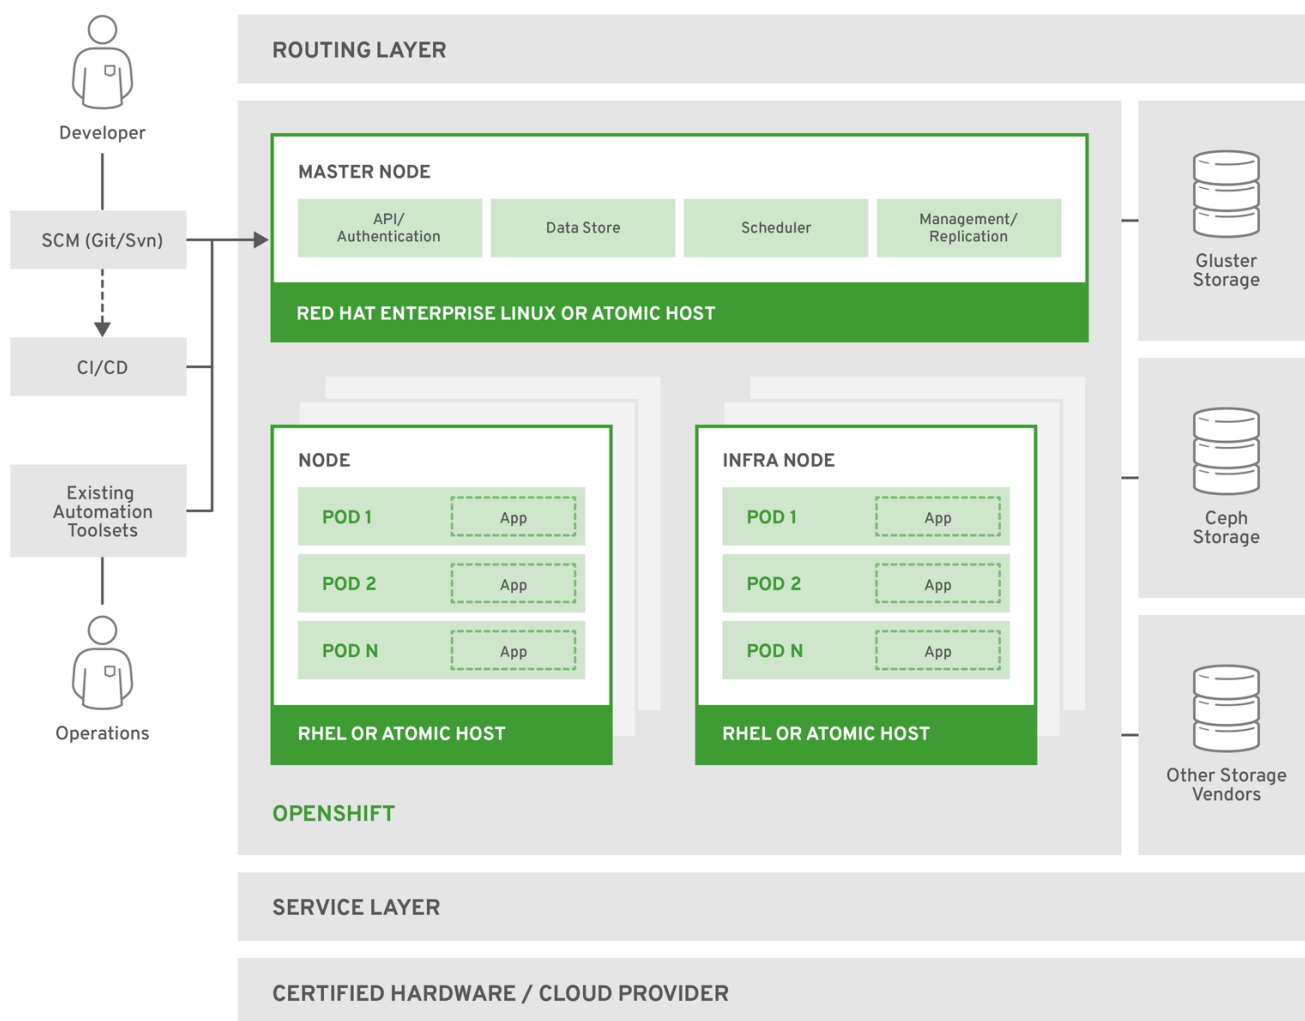 ROUTING LAYER
Developer
SCM (Git/Svn)
CI/CD
Existing
Automation
Toolsets
Operations
MASTER NODE
API/
Authentication
Data Store
Scheduler
Management/
Replication
RED HAT ENTERPRISE LINUX OR ATOMIC HOST
NODE
POD 1
App
POD 2
App
POD N
App
RHEL OR ATOMIC HOST
INFRA NODE
POD 1
App
POD 2
App
POD N
App
RHEL OR ATOMIC HOST
OPENSHIFT
Gluster
Storage
Ceph
Storage
Other Storage
Vendors
SERVICE LAYER
CERTIFIED HARDWARE / CLOUD PROVIDER